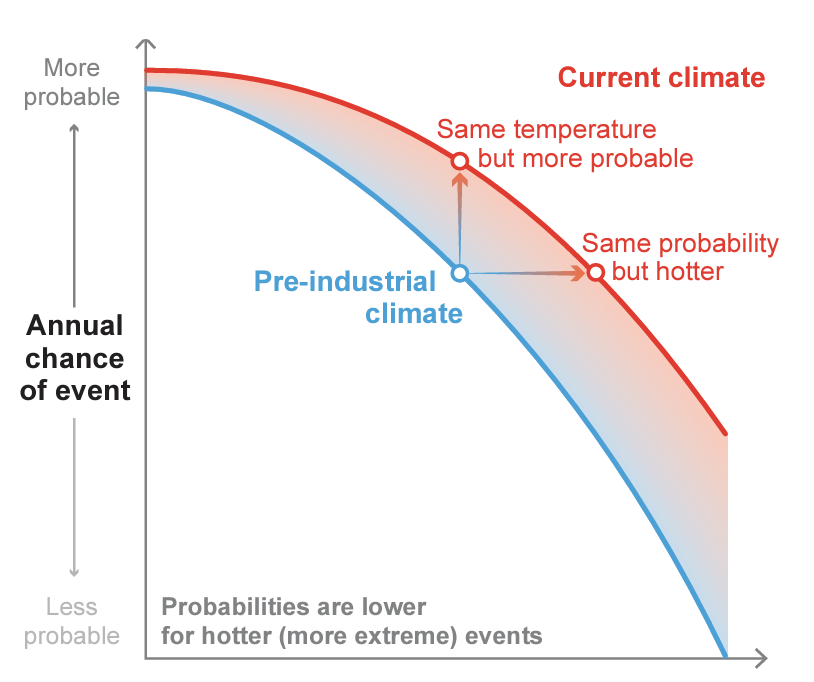 More
probable
Current climate
Same temperature
but more probable
Same probability
but hotter
Pre-industrial
climate
Annual
chance
of event
Less
probable
Probabilities are lower
for hotter (more extreme) events